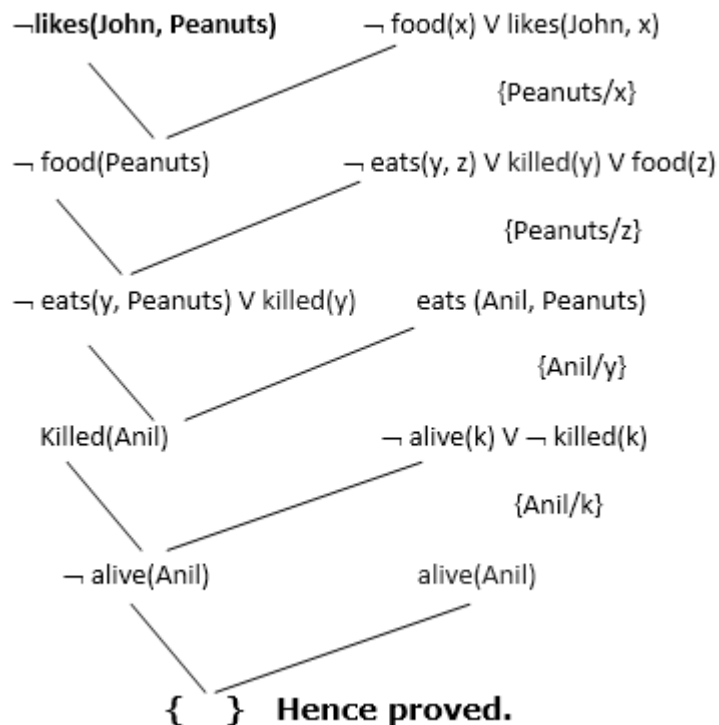 ¬likes(John, Peanuts) ¬ food(x) V likes(John, x)
{Peanuts/x}
¬ food(Peanuts) ¬ eats(y, z) V killed(y) V food(z)
{Peanuts/z}
¬ eats(y, Peanuts) V killed(y) eats (Anil, Peanuts)
{Anil/y}
Killed(Anil) ¬ alive(k) V ¬ killed(k)
{Anil/k}
¬ alive(Anil) alive(Anil)
{ } Hence proved.